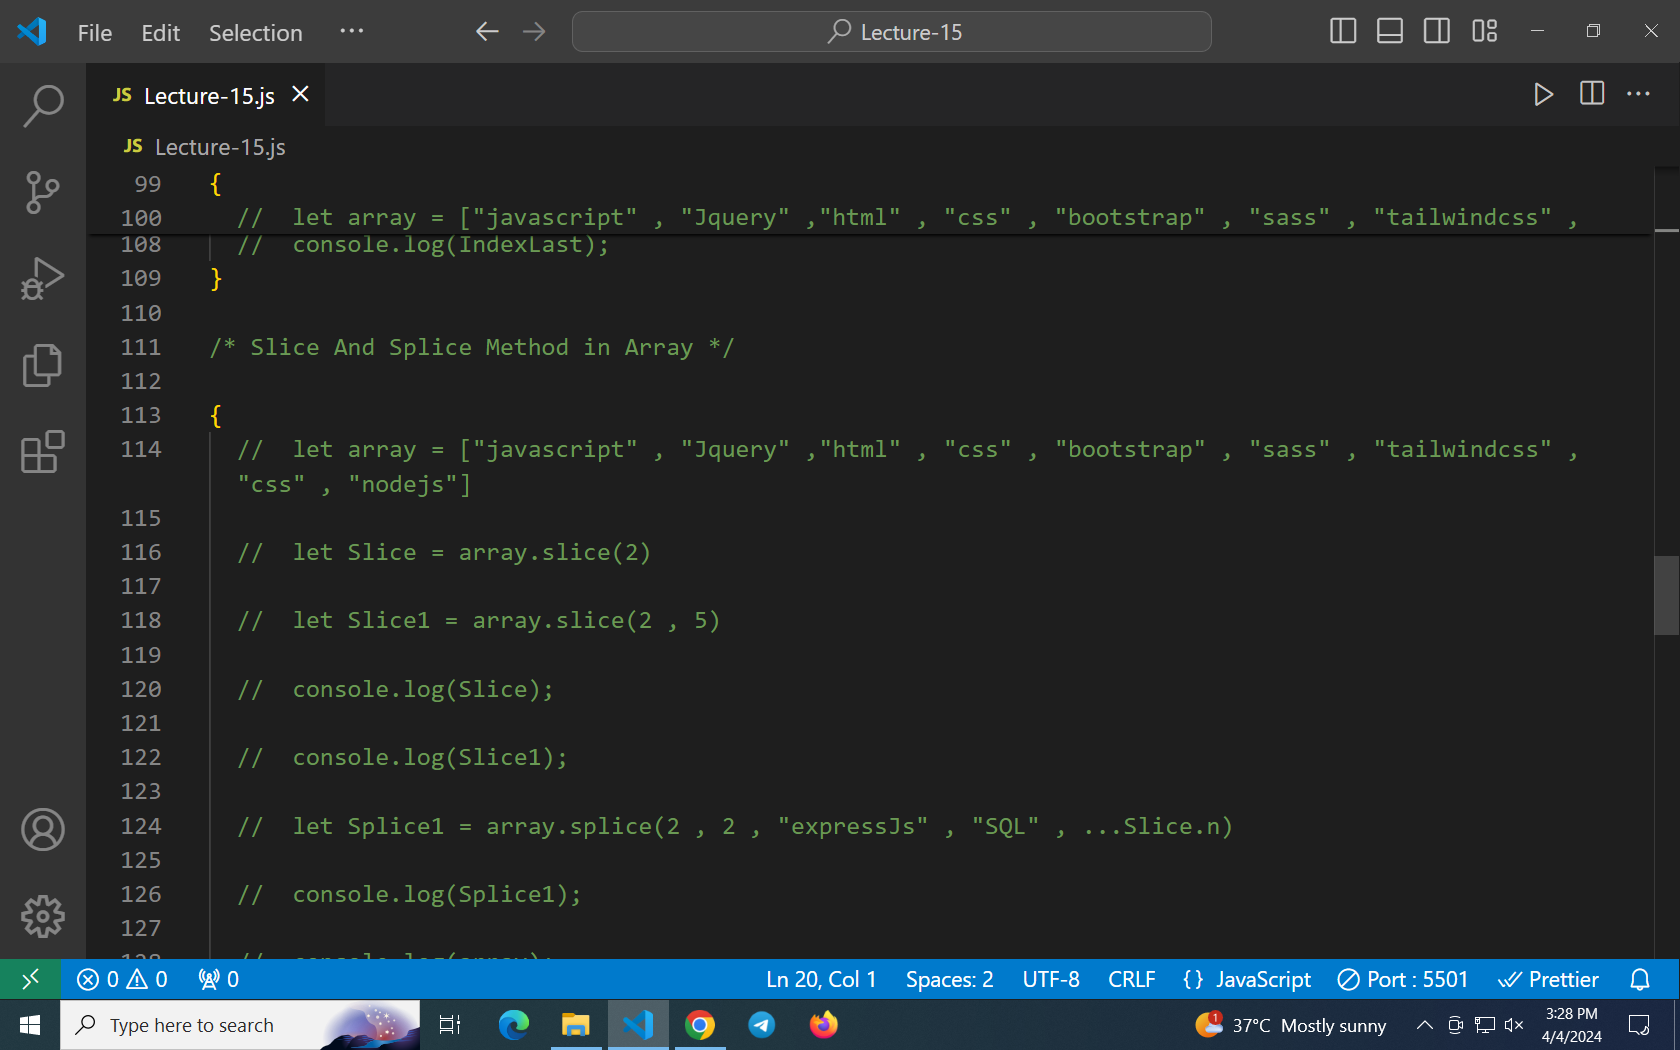 File Edit Selection ···
Lecture-15
JS Lecture-15.js
JS Lecture-15.js
99 {
100 //  let array = ["javascript" , "Jquery" ,"html" , "css" , "bootstrap" , "sass" , "tailwindcss" ,
108 //  console.log(IndexLast);
109 }
110
111 /* Slice And Splice Method in Array */
112
113 {
114 //  let array = ["javascript" , "Jquery" ,"html" , "css" , "bootstrap" , "sass" , "tailwindcss" ,
"css" , "nodejs"]
115
116 //  let Slice = array.slice(2)
117
118 //  let Slice1 = array.slice(2 , 5)
119
120 //  console.log(Slice);
121
122 //  console.log(Slice1);
123
124 //  let Splice1 = array.splice(2 , 2 , "expressJs" , "SQL" , ...Slice.n)
125
126 //  console.log(Splice1);
127
128 //  console.log(array);
0 0 0 Ln 20, Col 1 Spaces: 2 UTF-8 CRLF {} JavaScript Port : 5501 Prettier
Type here to search 1 37°C Mostly sunny 3:28 PM
4/4/2024